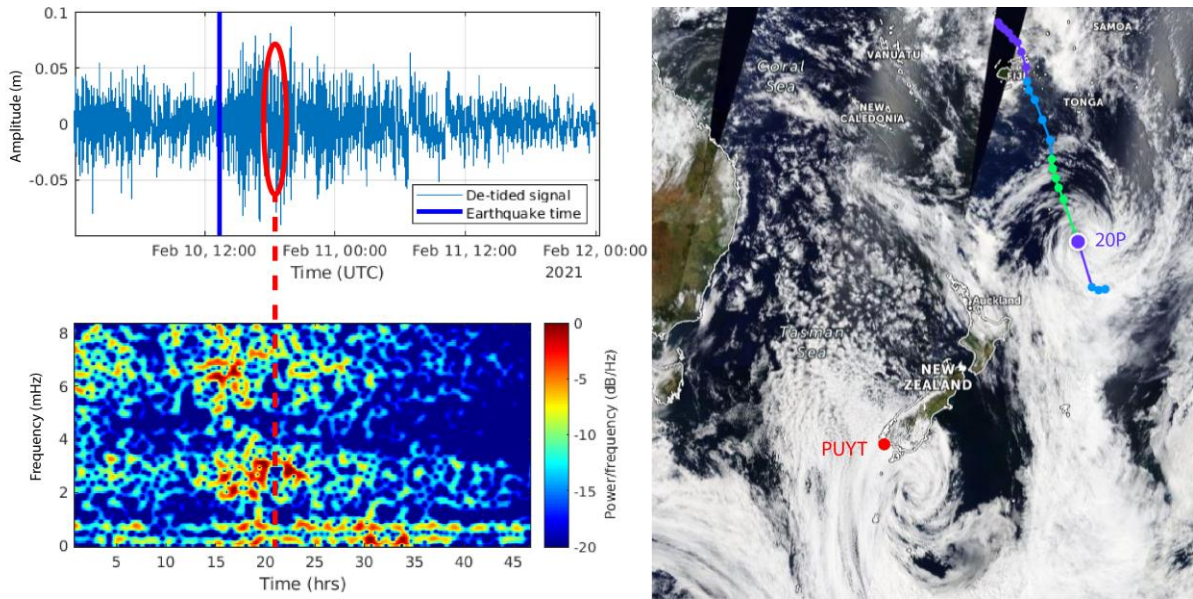 0.1
0.05
0
-0.05
Amplitude (m)
De-tided signal
Earthquake time
Feb 10, 12:00
Feb 11, 00:00
Feb 11, 12:00
Feb 12, 00:00
Time (UTC)
2021
8
6
4
2
0
Frequency (mHz)
5
10
15
20
25
30
35
40
45
Time (hrs)
0
-5
-10
-15
-20
Power/frequency (dB/Hz)
SAMOA
VANUATU
Coral
Sea
FIJI
TONGA
NEW
CALEDONIA
20P
Auckland
Tasman
Sea
NEW
ZEALAND
PUYT